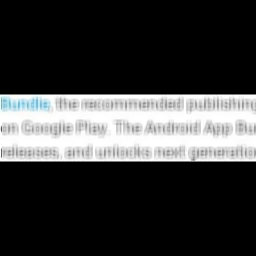 Bundle, the recommended publishing
on Google Play. The Android App Bu
releases, and unlocks next generatio